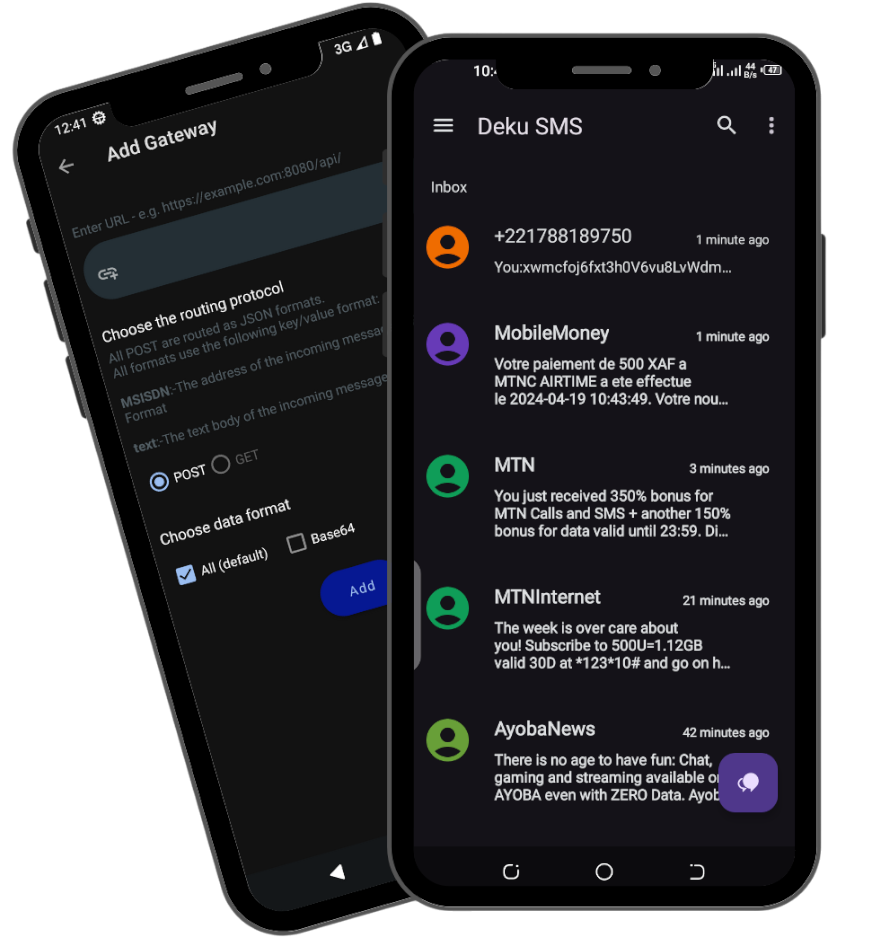 12:41
3G
Add Gateway
Enter URL - e.g. https://example.com:8080/api/
Choose the routing protocol
All POST are routed as JSON formats.
All formats use the following key/value format:
MSISDN:-The address of the incoming messag
Format
text:-The text body of the incoming message
POST GET
Choose data format
All (default) Base64
Add
10:4
44
B/s
47
Deku SMS
Inbox
+221788189750 1 minute ago
You:xwmcfoj6fxt3h0V6vu8LvWdm...
MobileMoney 1 minute ago
Votre paiement de 500 XAF a
MTNC AIRTIME a ete effectue
le 2024-04-19 10:43:49. Votre nou...
MTN 3 minutes ago
You just received 350% bonus for
MTN Calls and SMS + another 150%
bonus for data valid until 23:59. Di...
MTNInternet 21 minutes ago
The week is over care about
you! Subscribe to 500U=1.12GB
valid 30D at *123*10# and go on h...
AyobaNews 42 minutes ago
There is no age to have fun: Chat,
gaming and streaming available o
AYOBA even with ZERO Data. Ayob